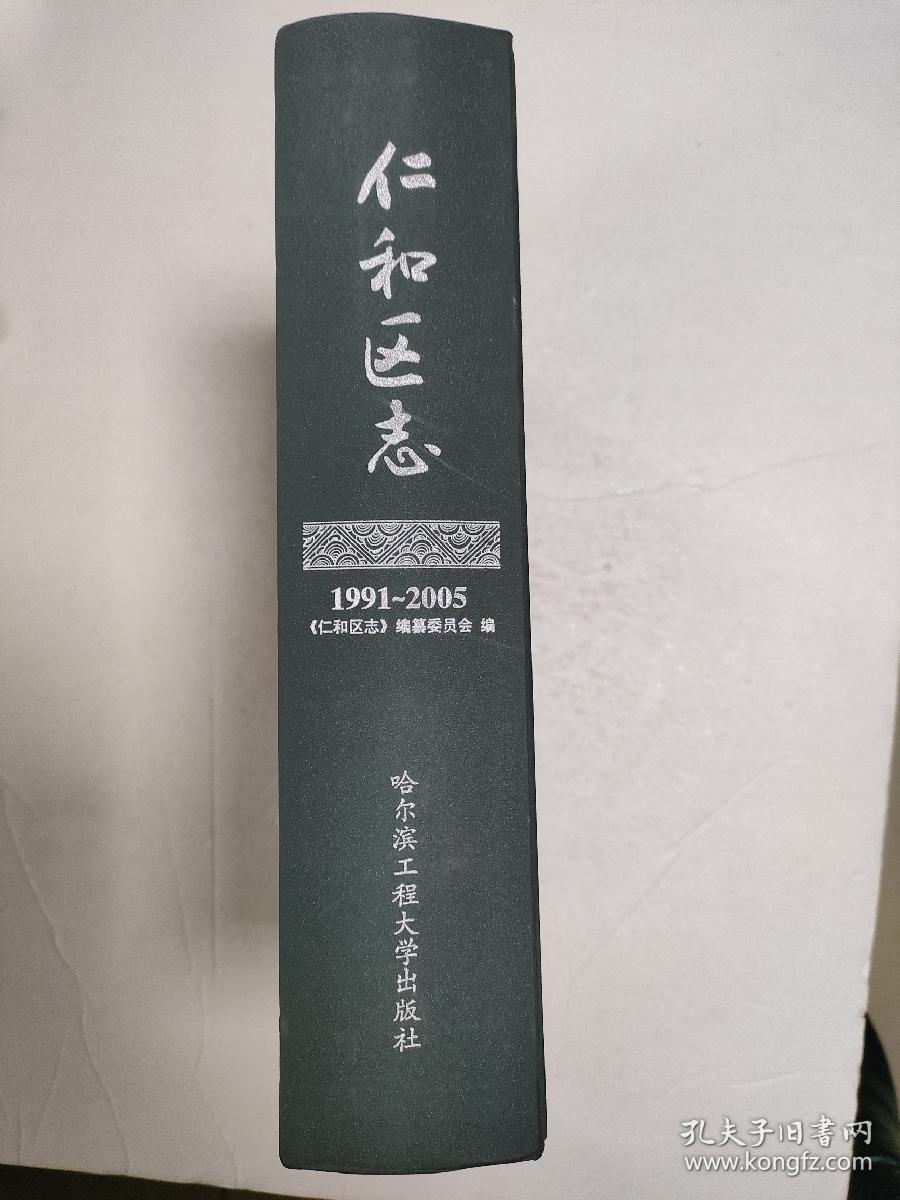 仁和区志
1991~2005
《仁和区志》编纂委员会 编
哈尔滨工程大学出版社
孔夫子旧书网
www.kongfz.com